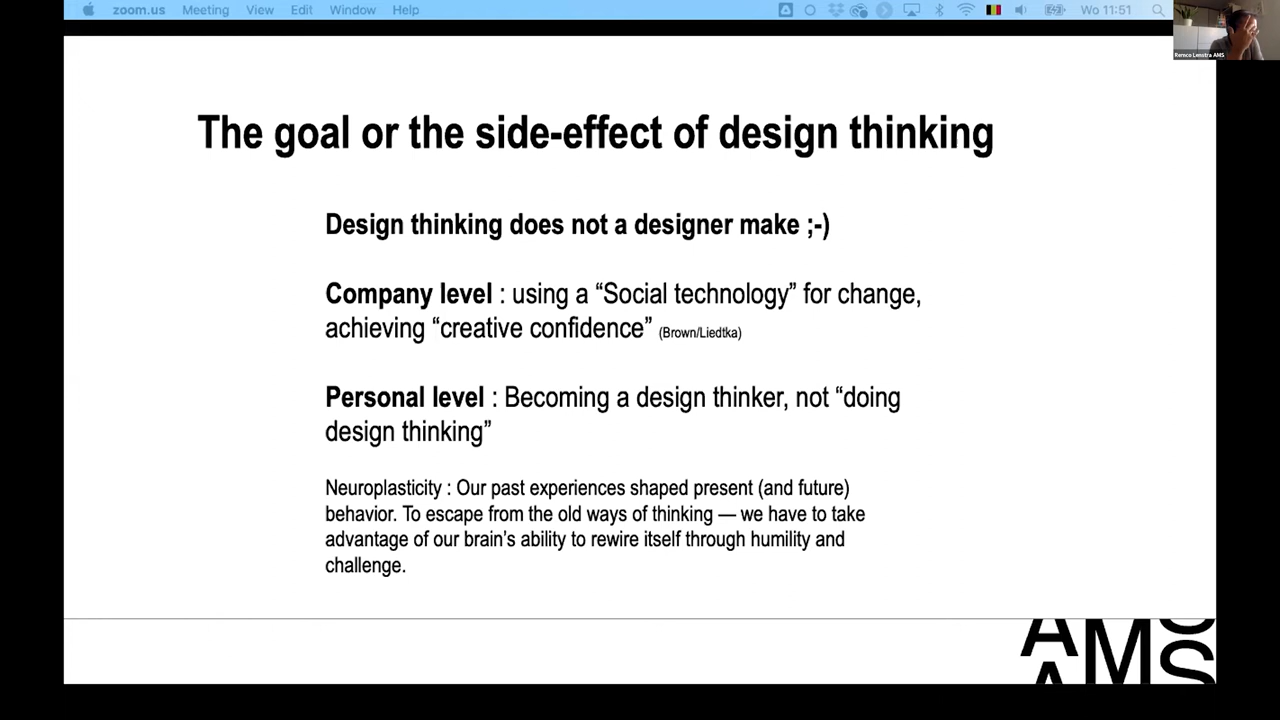 zoom.us Meeting View Edit Window Help Wo 11:51
Remco Lenstra AMS
The goal or the side-effect of design thinking
Design thinking does not a designer make ;-)
Company level : using a “Social technology” for change,
achieving “creative confidence” (Brown/Liedtka)
Personal level : Becoming a design thinker, not “doing
design thinking”
Neuroplasticity : Our past experiences shaped present (and future)
behavior. To escape from the old ways of thinking — we have to take
advantage of our brain’s ability to rewire itself through humility and
challenge.
AMS